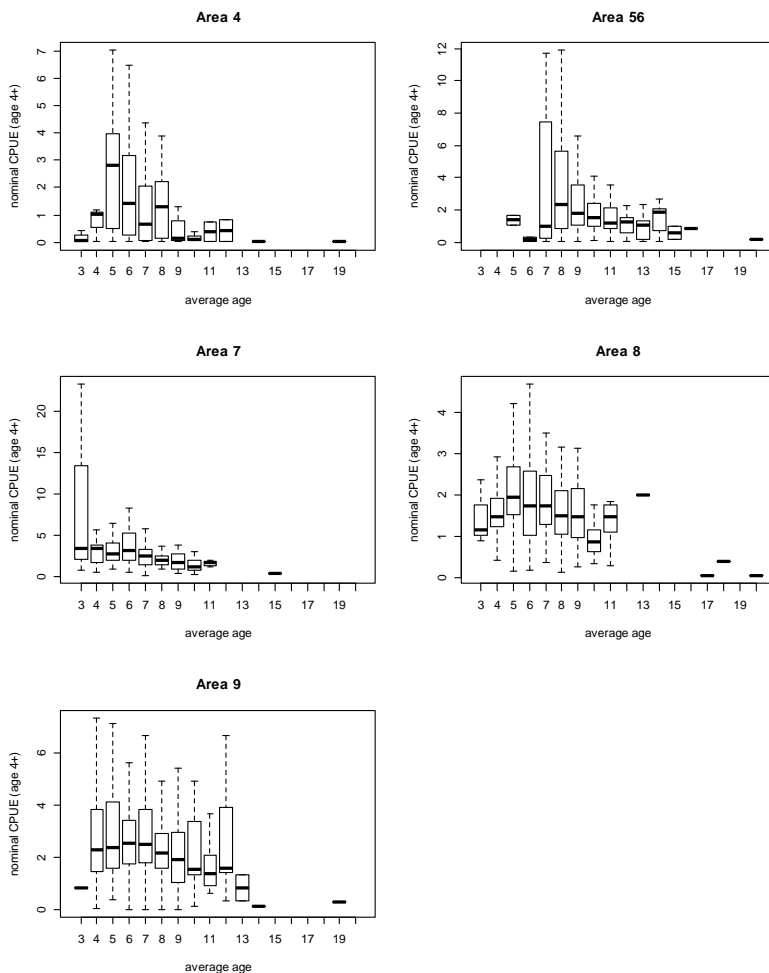 Area 4
nominal CPUE (age 4+)
0 1 2 3 4 5 6 7
3 4 5 6 7 8 9 11 13 15 17 19
average age
Area 56
nominal CPUE (age 4+)
0 2 4 6 8 10 12
3 4 5 6 7 8 9 11 13 15 17 19
average age
Area 7
nominal CPUE (age 4+)
0 5 10 15 20
3 4 5 6 7 8 9 11 13 15 17 19
average age
Area 8
nominal CPUE (age 4+)
0 1 2 3 4
3 4 5 6 7 8 9 11 13 15 17 19
average age
Area 9
nominal CPUE (age 4+)
0 2 4 6
3 4 5 6 7 8 9 11 13 15 17 19
average age